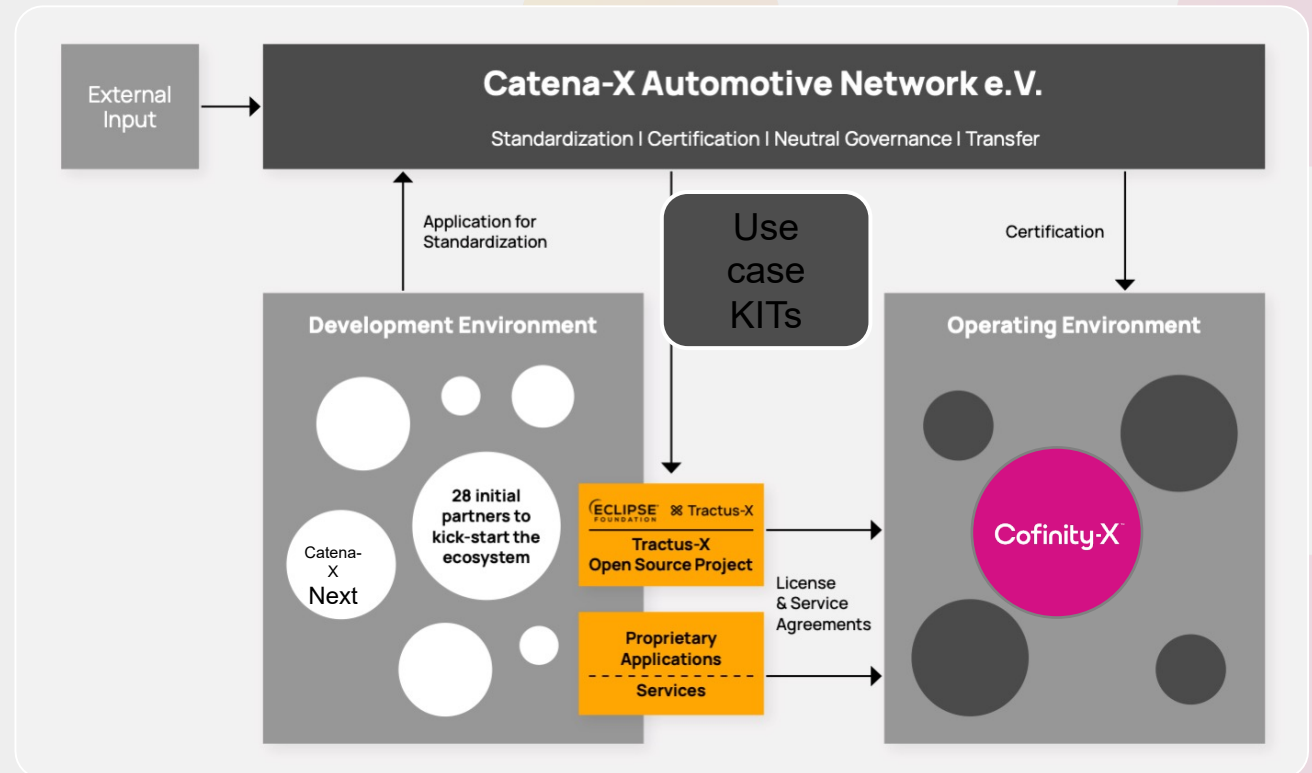 External
Input
Catena-X Automotive Network e.V.
Standardization I Certification I Neutral Governance I Transfer
Application for
Standardization
Use
case
KITs
Certification
Development Environment
28 initial
partners to
kick-start the
ecosystem
Catena-
X
Next
ECLIPSE
FOUNDATION
Tractus-X
Tractus-X
Open Source Project
License
& Service
Agreements
Proprietary
Applications
Services
Operating Environment
Cofinity-X™